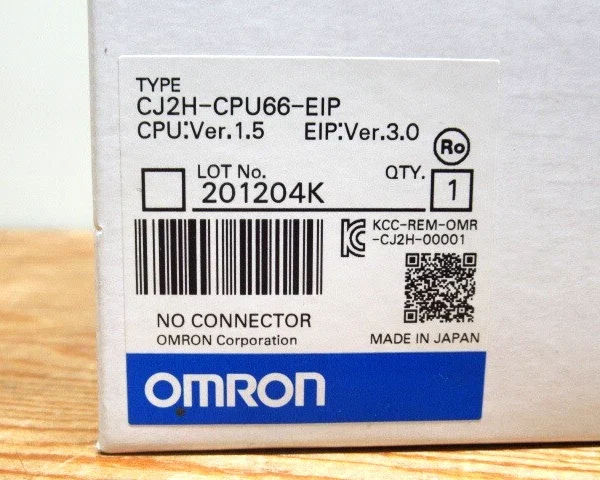 TYPE
CJ2H-CPU66-EIP
CPU:Ver.1.5 EIP:Ver.3.0
Ro
LOT No. QTY.
201204K 1
KC KCC-REM-OMR
-CJ2H-00001
NO CONNECTOR
OMRON Corporation MADE IN JAPAN
OMRON